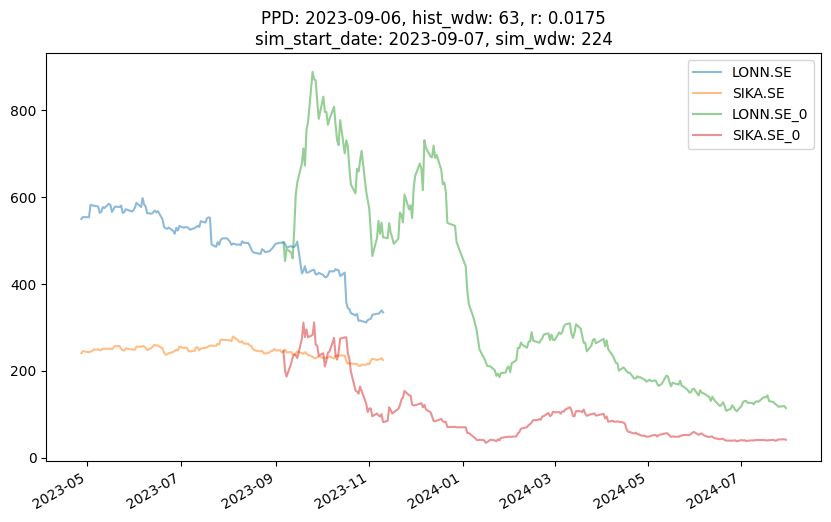 PPD: 2023-09-06, hist_wdw: 63, r: 0.0175
sim_start_date: 2023-09-07, sim_wdw: 224
LONN.SE
SIKA.SE
LONN.SE_0
SIKA.SE_0
800
600
400
200
0
2023-05
2023-07
2023-09
2023-11
2024-01
2024-03
2024-05
2024-07